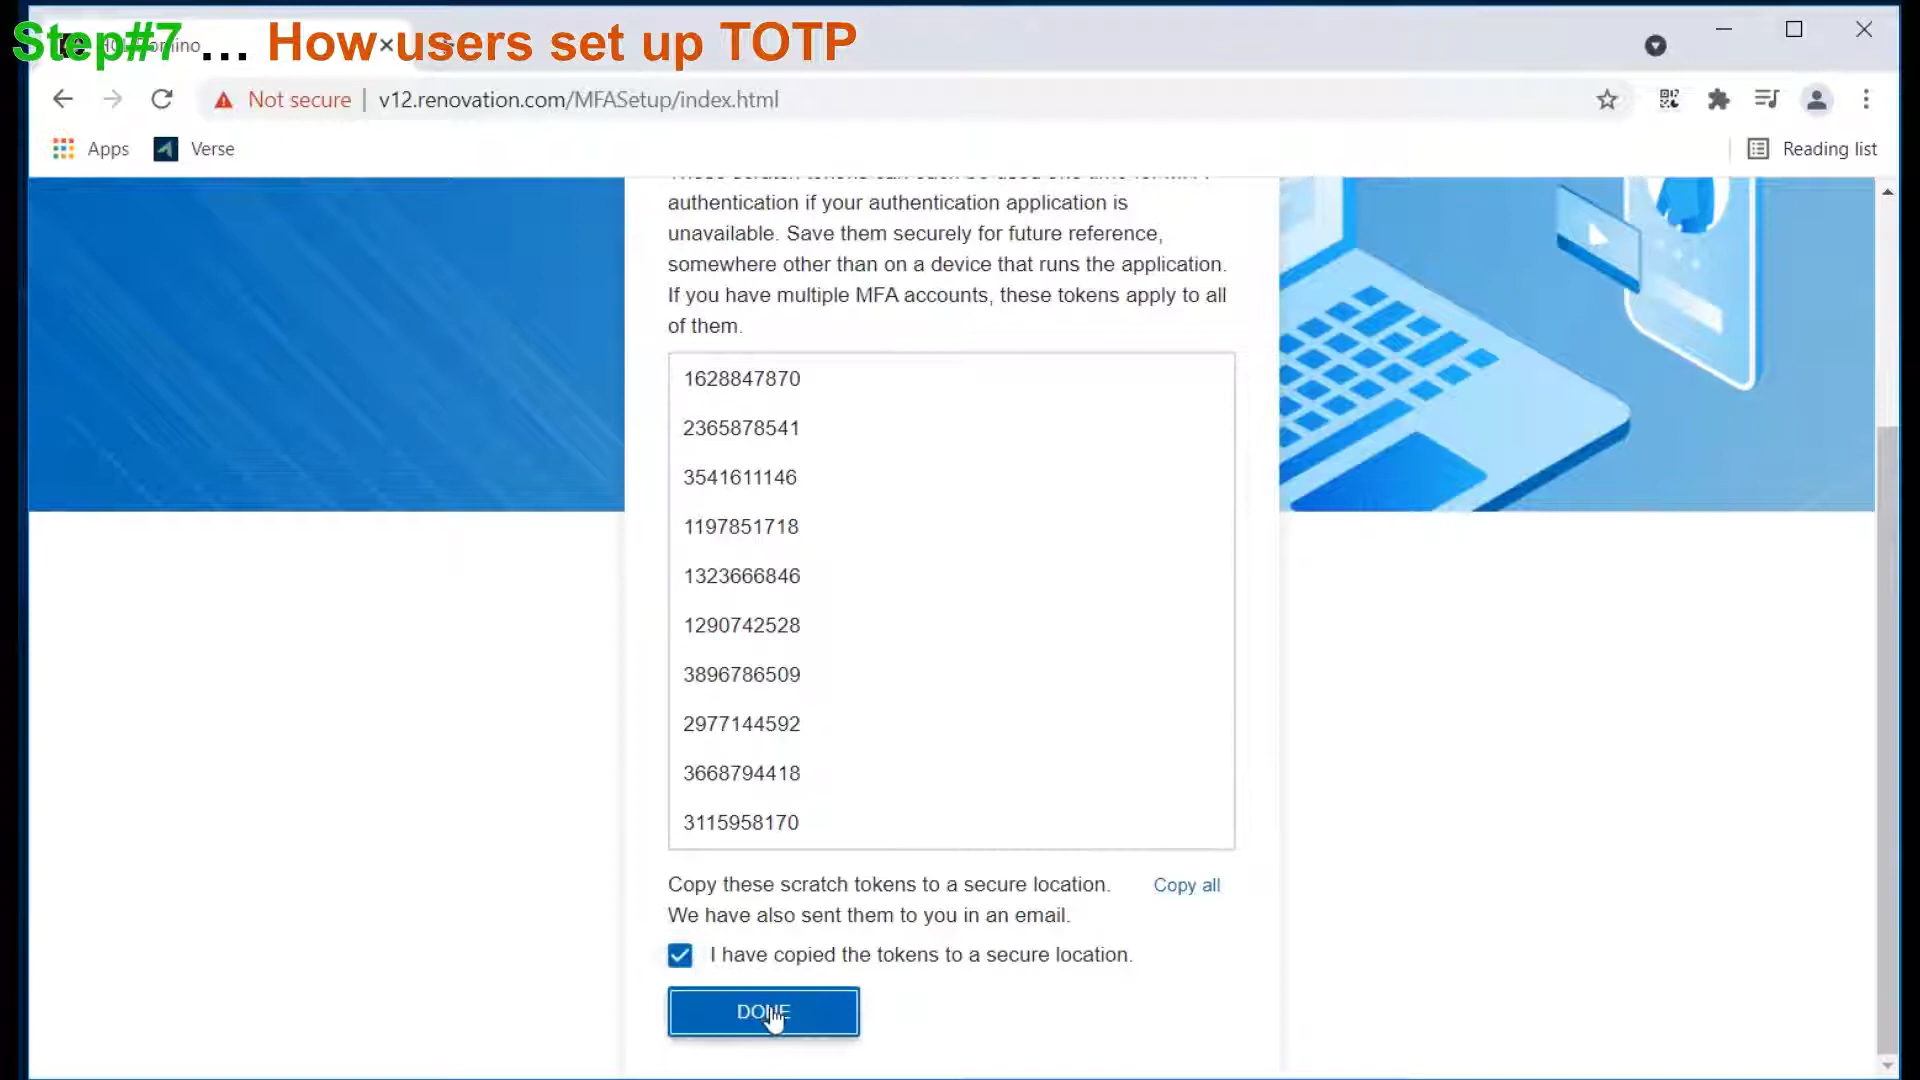 Step#7 ... How users set up TOTP
Not secure | v12.renovation.com/MFASetup/index.html
Apps
Verse
Reading list
authentication if your authentication application is
unavailable. Save them securely for future reference,
somewhere other than on a device that runs the application.
If you have multiple MFA accounts, these tokens apply to all
of them.
1628847870
2365878541
3541611146
1197851718
1323666846
1290742528
3896786509
2977144592
3668794418
3115958170
Copy these scratch tokens to a secure location.
Copy all
We have also sent them to you in an email.
I have copied the tokens to a secure location.
DONE